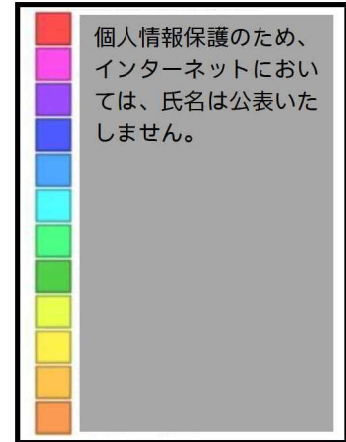 個人情報保護のため、
インターネットにおい
ては、氏名は公表いた
しません。